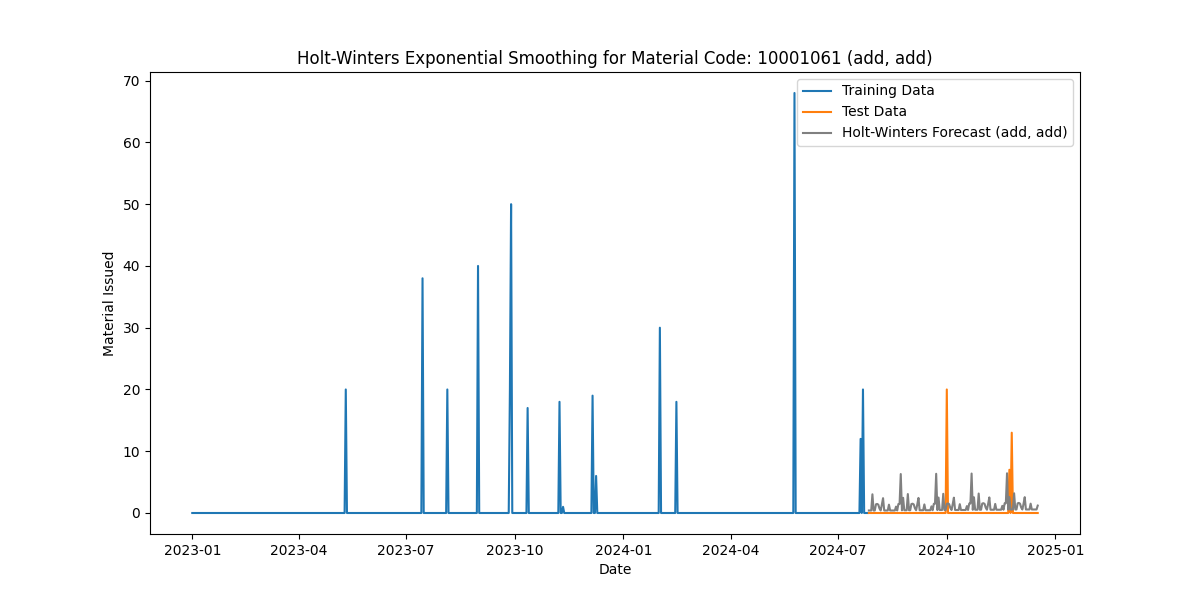 Holt-Winters Exponential Smoothing for Material Code: 10001061 (add, add)
Training Data
Test Data
Holt-Winters Forecast (add, add)
Material Issued
70
60
50
40
30
20
10
0
2023-01
2023-04
2023-07
2023-10
2024-01
2024-04
2024-07
2024-10
2025-01
Date